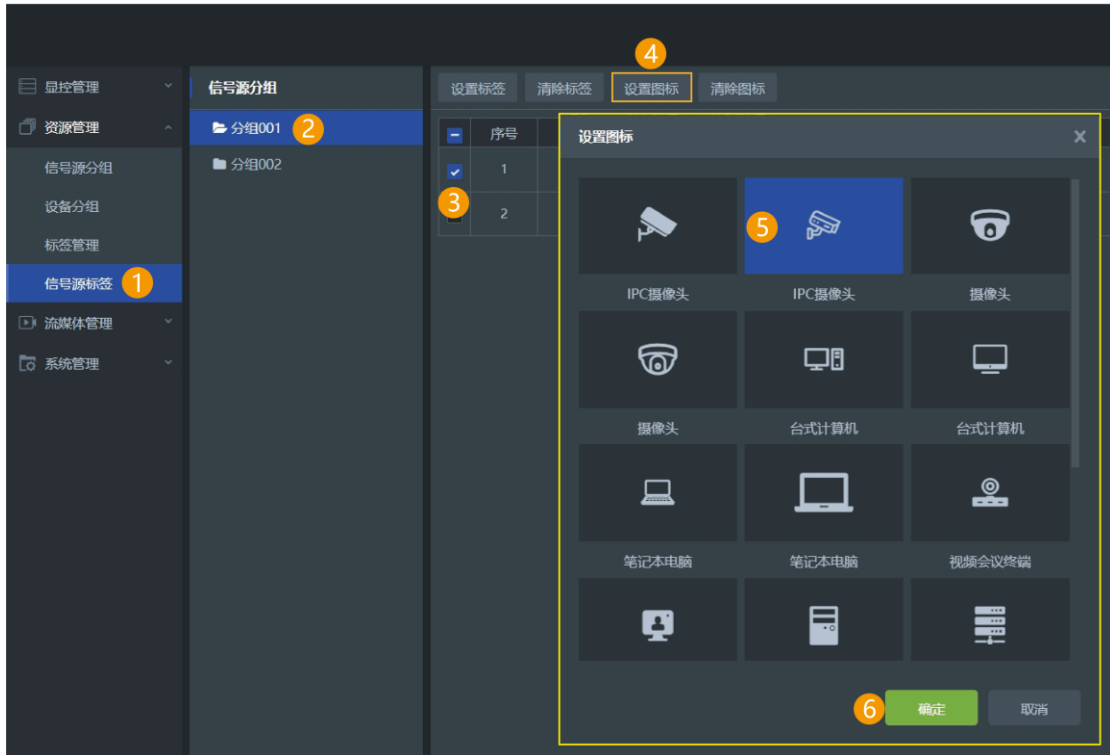 4
显控管理
信号源分组
设置标签 清除标签 设置图标 清除图标
资源管理
分组001 2
序号
设置图标
信号源分组
分组002
1
设备分组
3
2
5
标签管理
信号源标签 1
IPC摄像头 IPC摄像头 摄像头
流媒体管理
系统管理
摄像头 台式计算机 台式计算机
笔记本电脑 笔记本电脑 视频会议终端
6 确定 取消